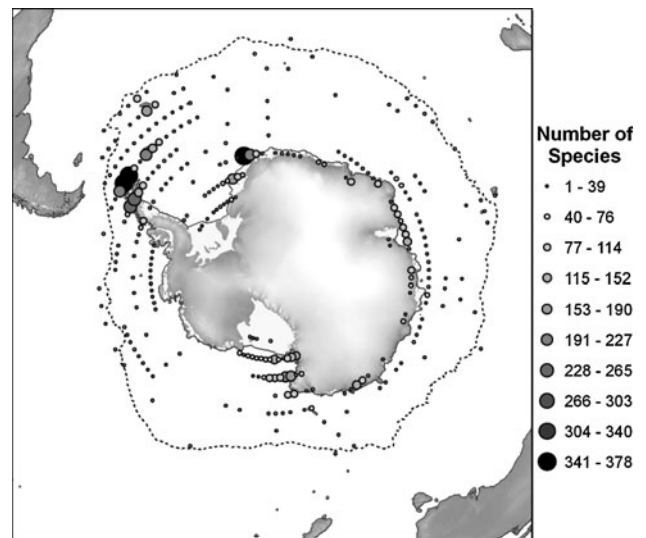 Number of
Species
1 - 39
40 - 76
77 - 114
115 - 152
153 - 190
191 - 227
228 - 265
266 - 303
304 - 340
341 - 378